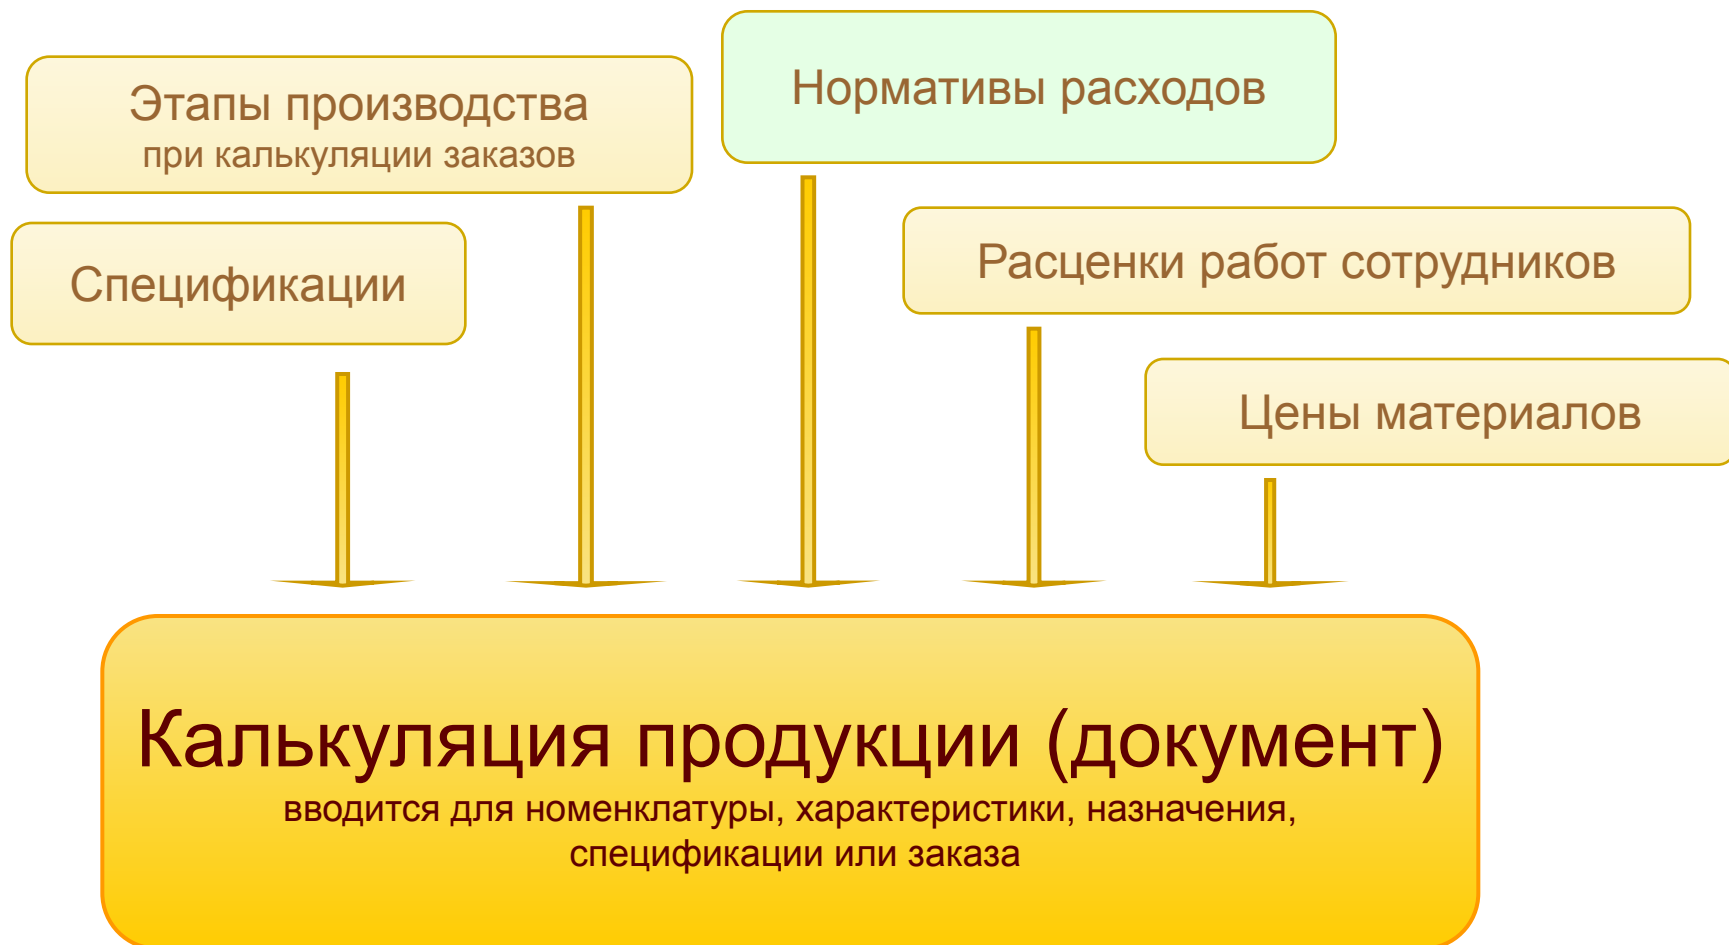 Этапы производства
при калькуляции заказов
Нормативы расходов
Спецификации
Расценки работ сотрудников
Цены материалов
Калькуляция продукции (документ)
вводится для номенклатуры, характеристики, назначения,
спецификации или заказа